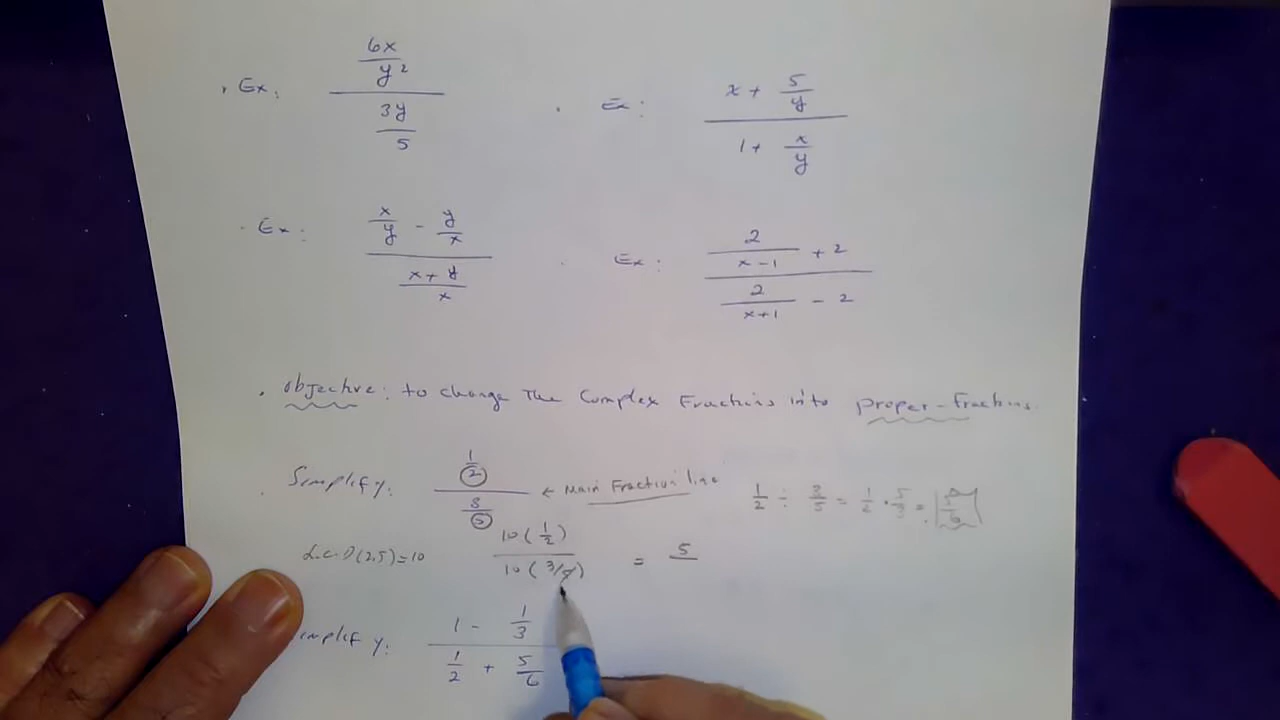 Ex: (6x/y²)/(3y/5)
Ex: (x + 5/y)/(1 + x/y)
Ex: (x/y - y/x)/((x+y)/x)
Ex: (2/(x-1) + 2)/(2/(x+1) - 2)
. Objective: to change The Complex Fractions into proper-fractions.
. Simplify: (1/2)/(3/5) ← Main Fraction line 1/2 ÷ 3/5 = 1/2 · 5/3 = 5/6
L.C.D(2,5)=10 10(1/2)/10(3/5) = 5
implify: (1 - 1/3)/(1/2 + 5/6)